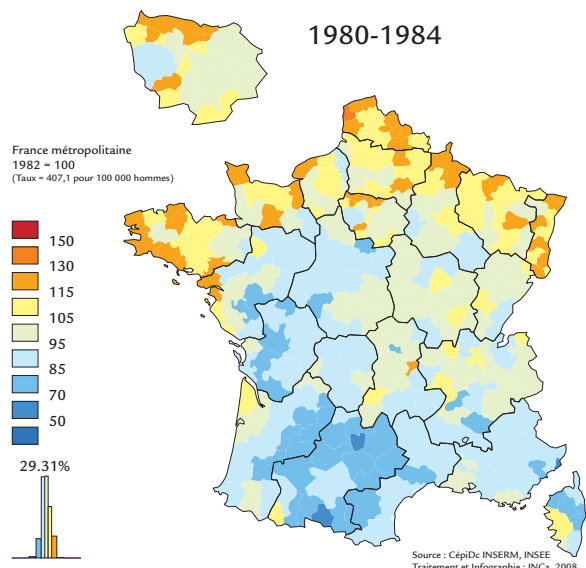 1980-1984
France métropolitaine
1982 = 100
(Taux = 407,1 pour 100 000 hommes)
150
130
115
105
95
85
70
50
29.31%
Source : CépiDc INSERM, INSEE
Traitement et Infographie : INCa, 2008